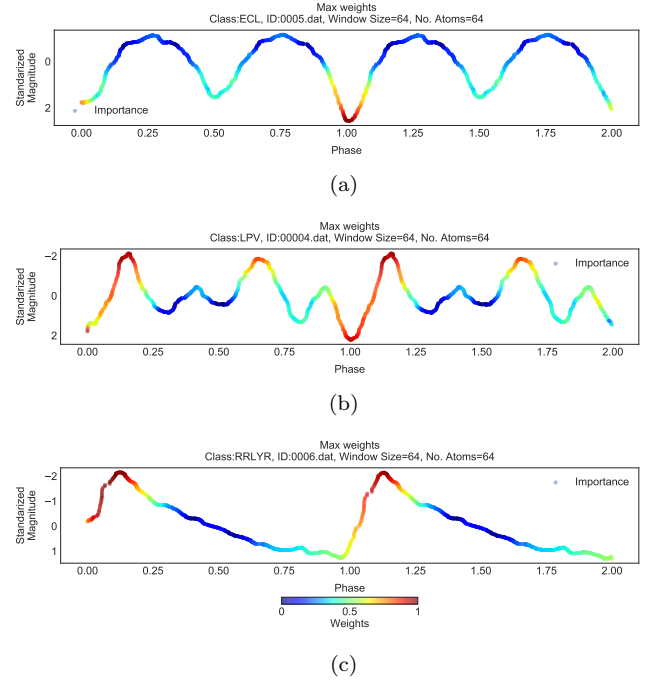 Max weights
Class:ECL, ID:0005.dat, Window Size=64, No. Atoms=64
Standarized
Magnitude
0
2
Importance
0.00 0.25 0.50 0.75 1.00 1.25 1.50 1.75 2.00
Phase
(a)
Max weights
Class:LPV, ID:00004.dat, Window Size=64, No. Atoms=64
Standarized
Magnitude
−2
0
2
Importance
0.00 0.25 0.50 0.75 1.00 1.25 1.50 1.75 2.00
Phase
(b)
Max weights
Class:RRLYR, ID:0006.dat, Window Size=64, No. Atoms=64
Standarized
Magnitude
−2
−1
0
1
Importance
0.00 0.25 0.50 0.75 1.00 1.25 1.50 1.75 2.00
Phase
0 0.5 1
Weights
(c)